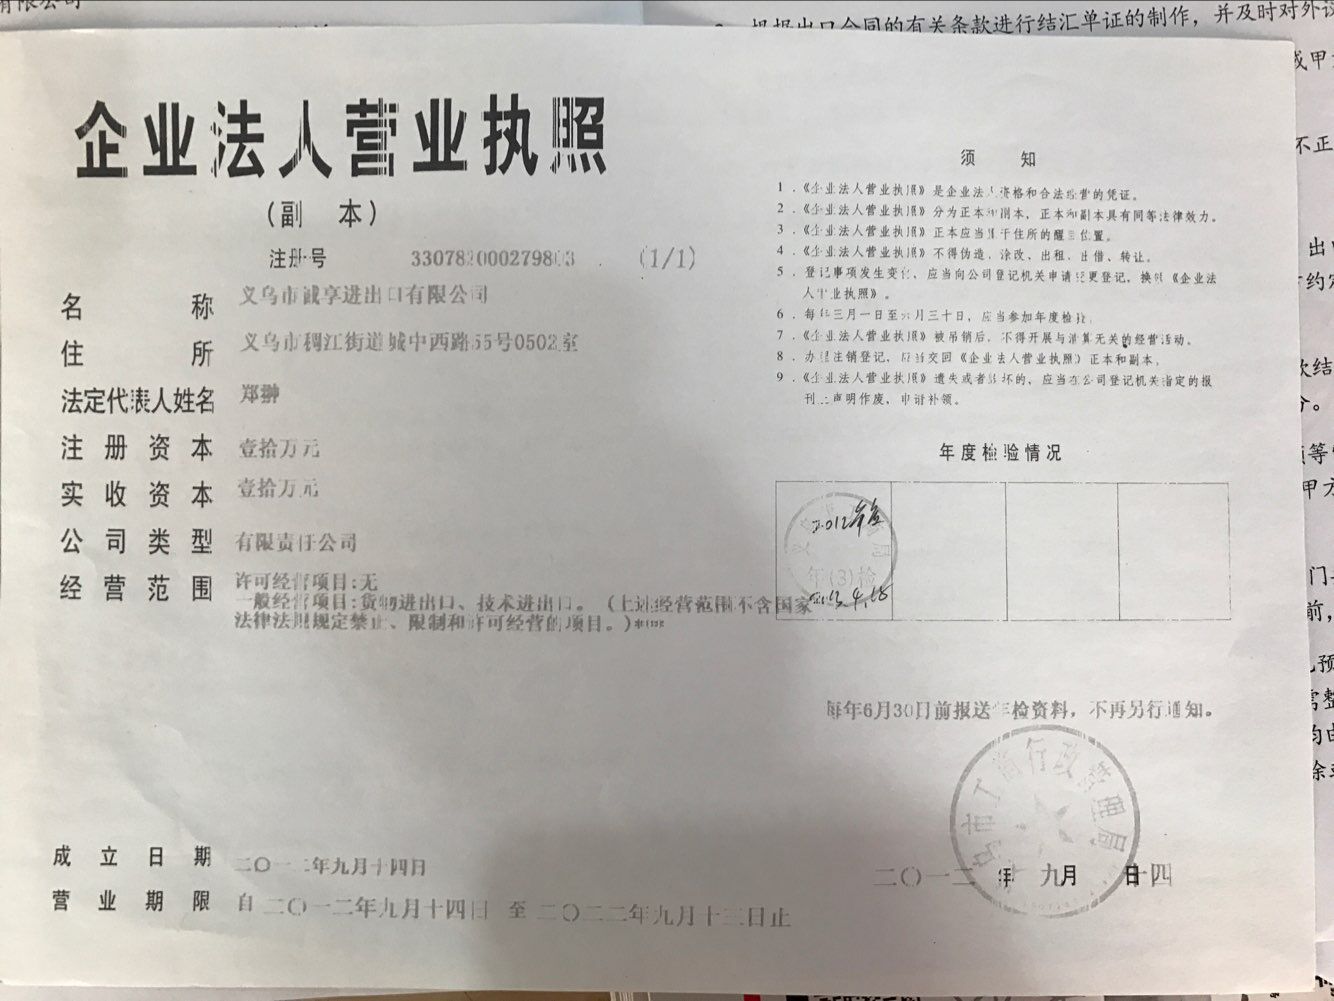 有限公司
根据出口合同的有关条款进行结汇单证的制作，并及时对外议
企业法人营业执照
（副 本）
注册号 330782000279803 (1/1)
名 称 义乌市诚享进出口有限公司
住 所 义乌市稠江街道城中西路55号0502室
法定代表人姓名 郑翀
注册资本 壹拾万元
实收资本 壹拾万元
公司类型 有限责任公司
经营范围 许可经营项目:无
一般经营项目:货物进出口、技术进出口。（上述经营范围不含国家
法律法规规定禁止、限制和许可经营的项目。)****
成立日期 二〇一二年九月十四日
营业期限 自 二〇一二年九月十四日 至 二〇二二年九月十三日止
须 知
1．《企业法人营业执照》是企业法人资格和合法经营的凭证。
2．《企业法人营业执照》分为正本和副本，正本和副本具有同等法律效力。
3．《企业法人营业执照》正本应当置于住所的醒目位置。
4．《企业法人营业执照》不得伪造、涂改、出租、出借、转让。
5．登记事项发生变化，应当向公司登记机关申请变更登记，换领《企业法
人营业执照》。
6．每年三月一日至六月三十日，应当参加年度检验。
7．《企业法人营业执照》被吊销后，不得开展与清算无关的经营活动。
8．办理注销登记，应当交回《企业法人营业执照》正本和副本。
9．《企业法人营业执照》遗失或者毁坏的，应当在公司登记机关指定的报
刊上声明作废，申请补领。
年度检验情况
2012年检
年(3)检
2013.4.18
每年6月30日前报送年检资料，不再另行通知。
义乌市工商行政管理局
二〇一二 年 九月 日十四
或甲
不正
出
约定
欠结
等
甲方
门
前，
预